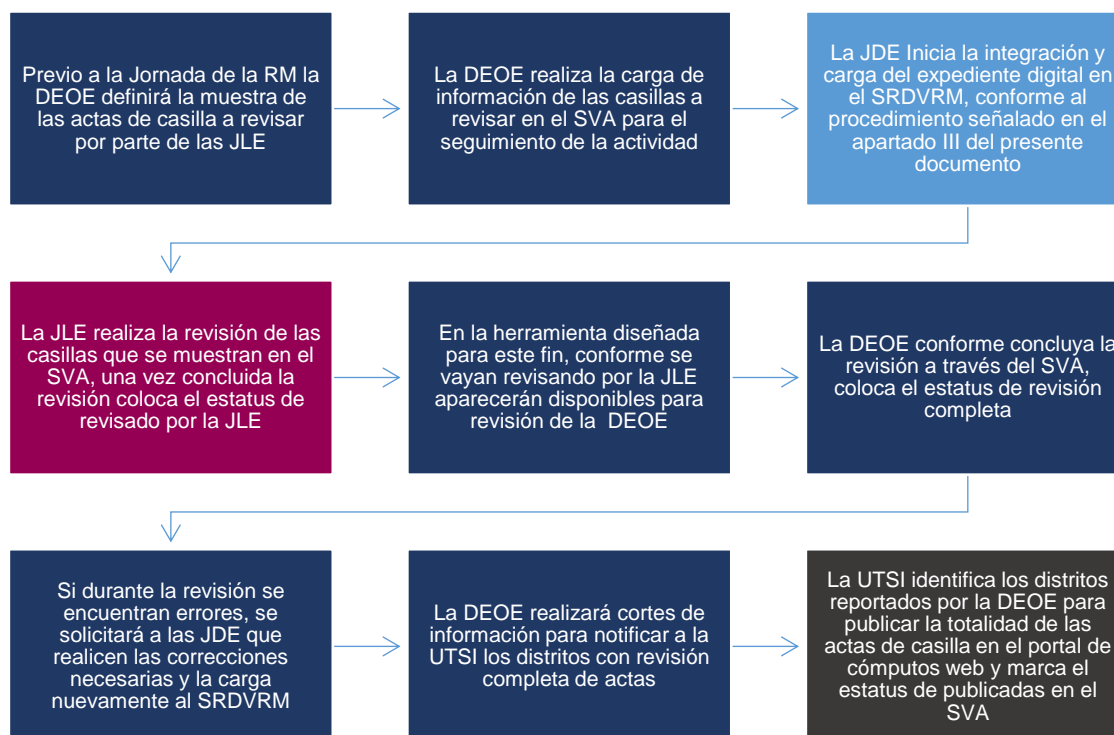 Previo a la Jornada de la RM la
DEOE definirá la muestra de
las actas de casilla a revisar
por parte de las JLE
La DEOE realiza la carga de
información de las casillas a
revisar en el SVA para el
seguimiento de la actividad
La JDE Inicia la integración y
carga del expediente digital en
el SRDVRM, conforme al
procedimiento señalado en el
apartado III del presente
documento
La JLE realiza la revisión de las
casillas que se muestran en el
SVA, una vez concluida la
revisión coloca el estatus de
revisado por la JLE
En la herramienta diseñada
para este fin, conforme se
vayan revisando por la JLE
aparecerán disponibles para
revisión de la DEOE
La DEOE conforme concluya la
revisión a través del SVA,
coloca el estatus de revisión
completa
Si durante la revisión se
encuentran errores, se
solicitará a las JDE que
realicen las correcciones
necesarias y la carga
nuevamente al SRDVRM
La DEOE realizará cortes de
información para notificar a la
UTSI los distritos con revisión
completa de actas
La UTSI identifica los distritos
reportados por la DEOE para
publicar la totalidad de las
actas de casilla en el portal de
cómputos web y marca el
estatus de publicadas en el
SVA